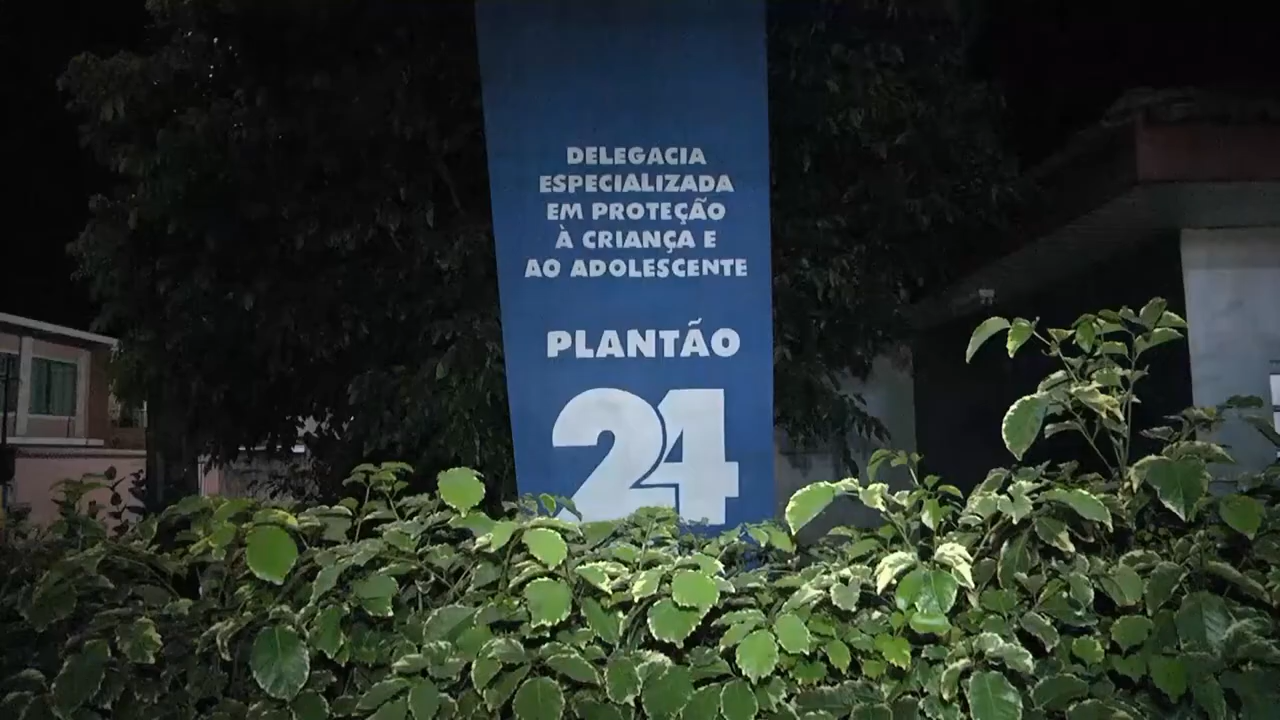 DELEGACIA
ESPECIALIZADA
EM PROTEÇÃO
À CRIANÇA E
AO ADOLESCENTE
PLANTÃO
24